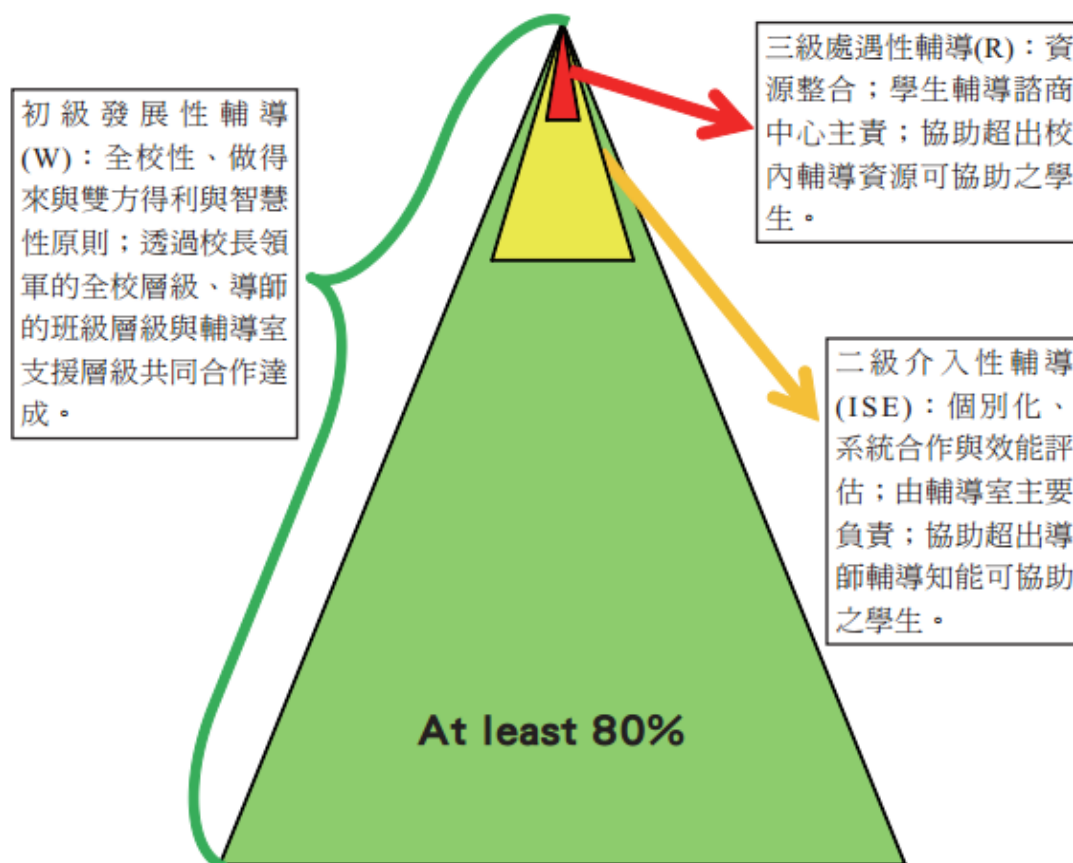 初級發展性輔導
(W)：全校性、做得
來與雙方得利與智慧
性原則；透過校長領
軍的全校層級、導師
的班級層級與輔導室
支援層級共同合作達
成。
三級處遇性輔導(R)：資
源整合；學生輔導諮商
中心主責；協助超出校
內輔導資源可協助之學
生。
二級介入性輔導
(ISE)：個別化、
系統合作與效能評
估；由輔導室主要
負責；協助超出導
師輔導知能可協助
之學生。
At least 80%